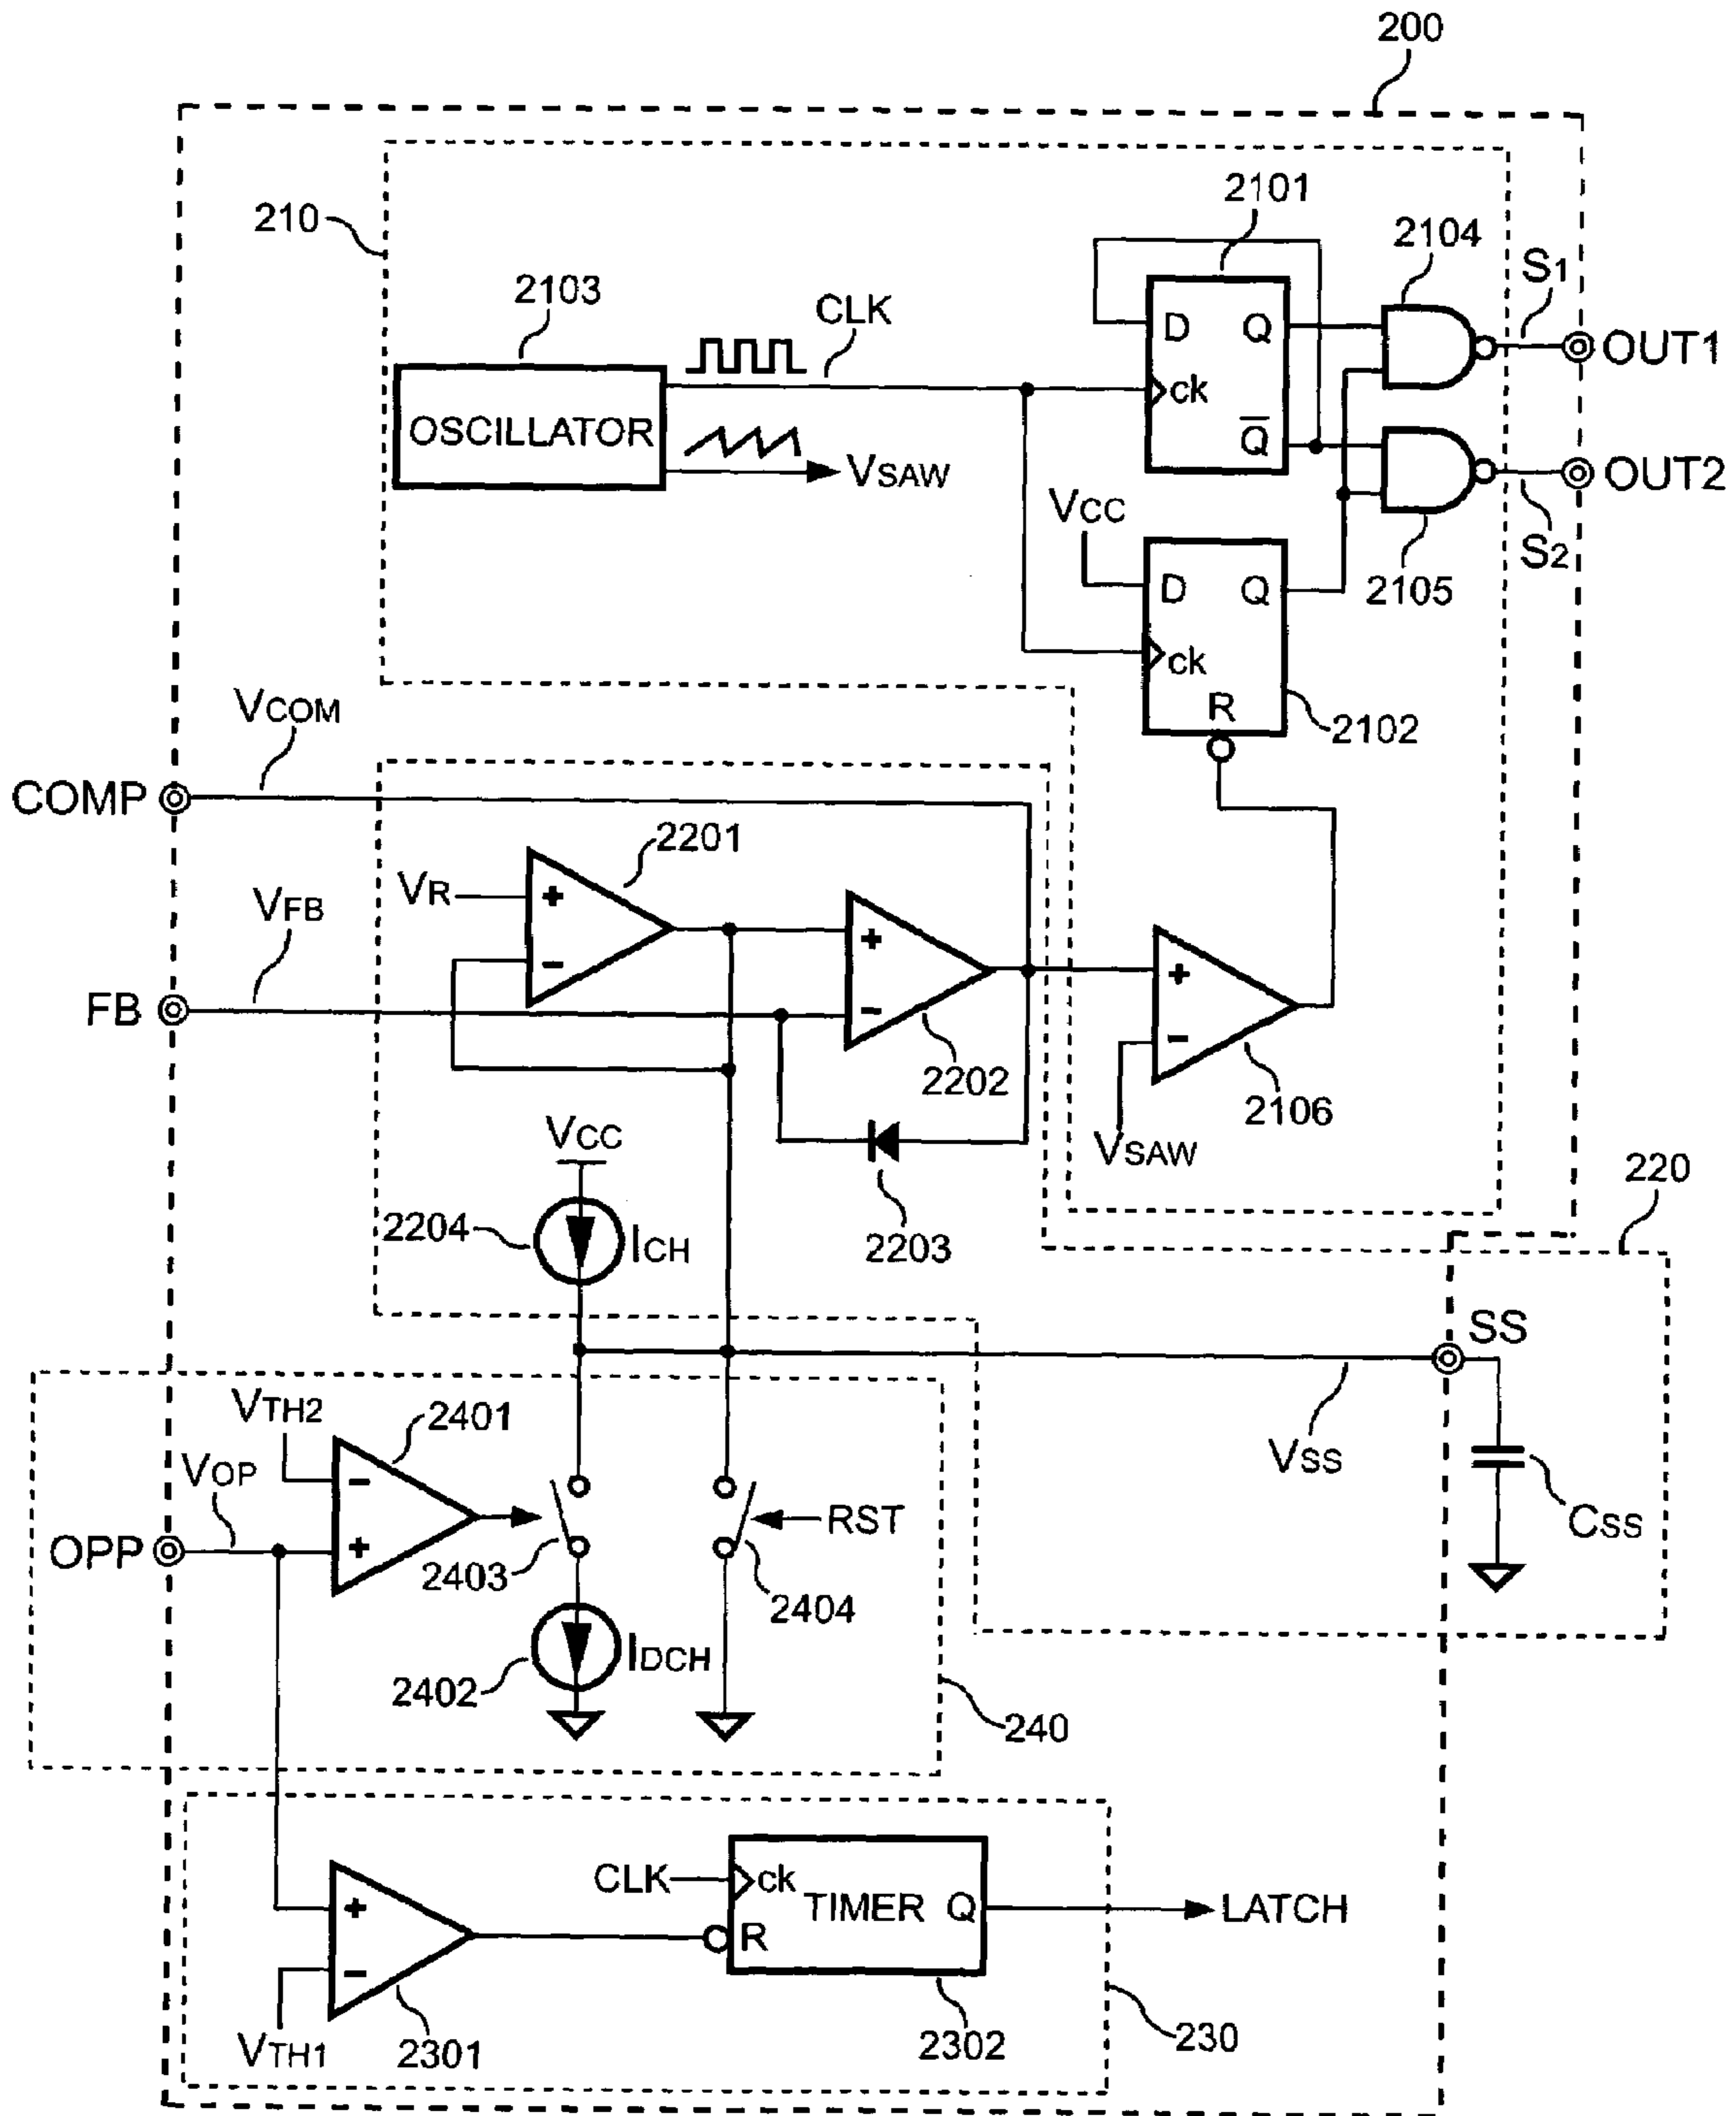 200
210
2101
2104
S1
2103
CLK
D
Q
OUT1
OSCILLATOR
ck
VSAW
Q
OUT2
VCC
S2
D
Q
2105
ck
VCOM
R
2102
COMP
2201
VR
+
VFB
-
+
+
FB
-
2202
-
2106
VCC
VSAW
220
2204
ICH
2203
SS
VTH2
2401
VOP
-
VSS
OPP
+
RST
CSS
2403
2404
2402
IDCH
240
CLK
ck
+
TIMER
Q
LATCH
R
-
VTH1
2301
2302
230